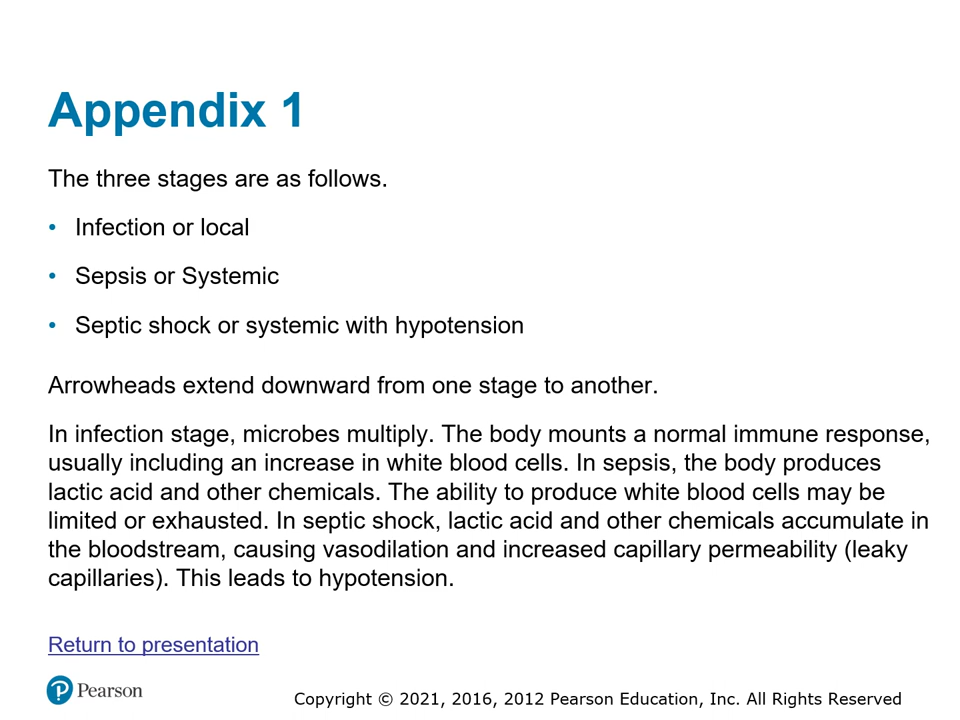 Appendix 1
The three stages are as follows.
• Infection or local
• Sepsis or Systemic
• Septic shock or systemic with hypotension
Arrowheads extend downward from one stage to another.
In infection stage, microbes multiply. The body mounts a normal immune response,
usually including an increase in white blood cells. In sepsis, the body produces
lactic acid and other chemicals. The ability to produce white blood cells may be
limited or exhausted. In septic shock, lactic acid and other chemicals accumulate in
the bloodstream, causing vasodilation and increased capillary permeability (leaky
capillaries). This leads to hypotension.
Return to presentation
Pearson
Copyright © 2021, 2016, 2012 Pearson Education, Inc. All Rights Reserved